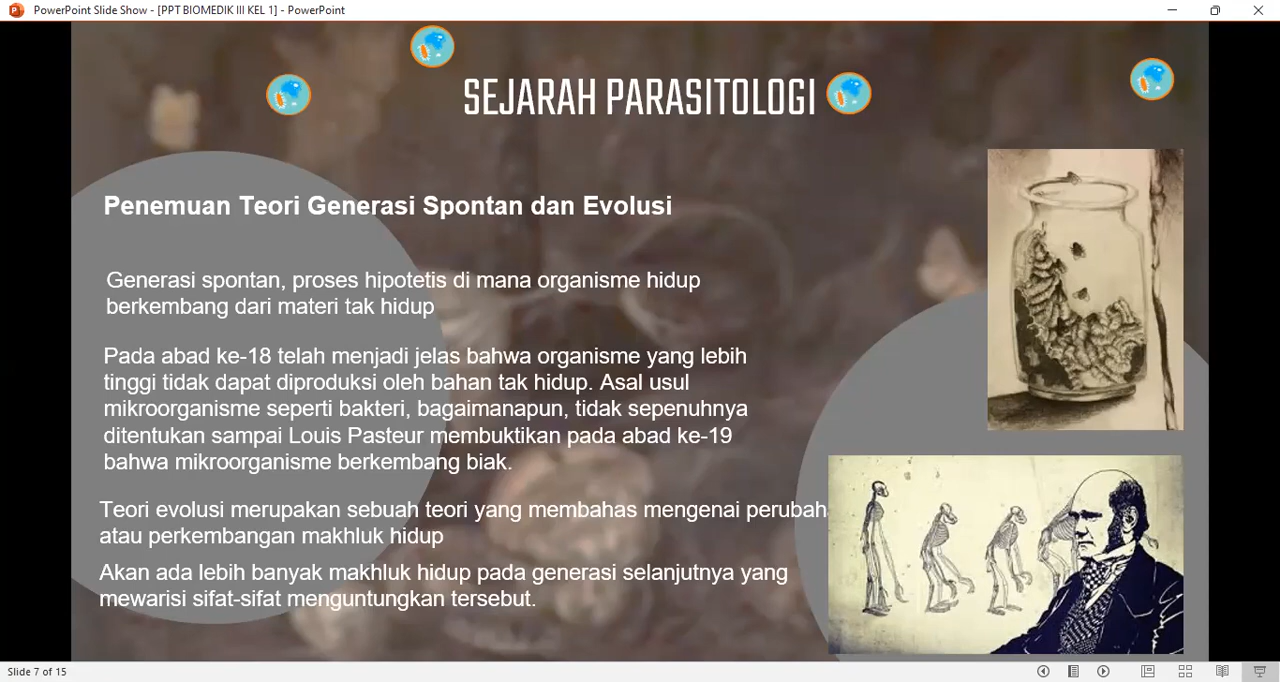 PowerPoint Slide Show - [PPT BIOMEDIK III KEL 1] - PowerPoint
SEJARAH PARASITOLOGI
Penemuan Teori Generasi Spontan dan Evolusi
Generasi spontan, proses hipotetis di mana organisme hidup
berkembang dari materi tak hidup
Pada abad ke-18 telah menjadi jelas bahwa organisme yang lebih
tinggi tidak dapat diproduksi oleh bahan tak hidup. Asal usul
mikroorganisme seperti bakteri, bagaimanapun, tidak sepenuhnya
ditentukan sampai Louis Pasteur membuktikan pada abad ke-19
bahwa mikroorganisme berkembang biak.
Teori evolusi merupakan sebuah teori yang membahas mengenai perubah
atau perkembangan makhluk hidup
Akan ada lebih banyak makhluk hidup pada generasi selanjutnya yang
mewarisi sifat-sifat menguntungkan tersebut.
Slide 7 of 15